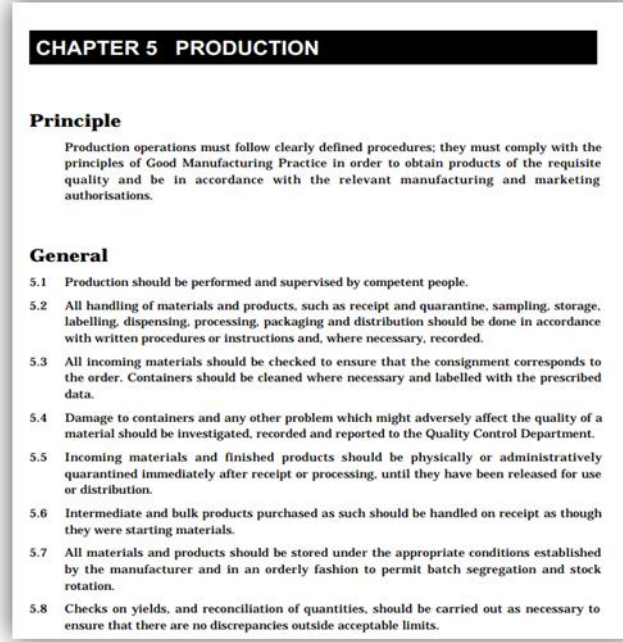 CHAPTER 5 PRODUCTION
Principle
Production operations must follow clearly defined procedures; they must comply with the
principles of Good Manufacturing Practice in order to obtain products of the requisite
quality and be in accordance with the relevant manufacturing and marketing
authorisations.
General
5.1 Production should be performed and supervised by competent people.
5.2 All handling of materials and products, such as receipt and quarantine, sampling, storage,
labelling, dispensing, processing, packaging and distribution should be done in accordance
with written procedures or instructions and, where necessary, recorded.
5.3 All incoming materials should be checked to ensure that the consignment corresponds to
the order. Containers should be cleaned where necessary and labelled with the prescribed
data.
5.4 Damage to containers and any other problem which might adversely affect the quality of a
material should be investigated, recorded and reported to the Quality Control Department.
5.5 Incoming materials and finished products should be physically or administratively
quarantined immediately after receipt or processing, until they have been released for use
or distribution.
5.6 Intermediate and bulk products purchased as such should be handled on receipt as though
they were starting materials.
5.7 All materials and products should be stored under the appropriate conditions established
by the manufacturer and in an orderly fashion to permit batch segregation and stock
rotation.
5.8 Checks on yields, and reconciliation of quantities, should be carried out as necessary to
ensure that there are no discrepancies outside acceptable limits.